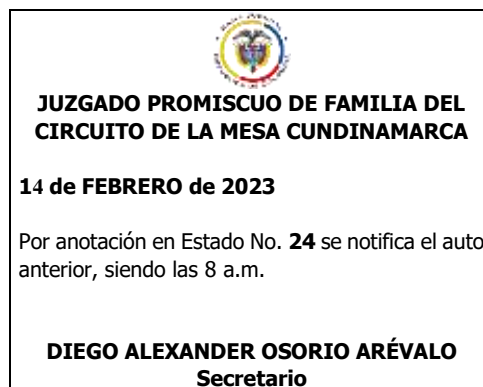 JUZGADO PROMISCUO DE FAMILIA DEL
CIRCUITO DE LA MESA CUNDINAMARCA
14 de FEBRERO de 2023
Por anotación en Estado No. 24 se notifica el auto
anterior, siendo las 8 a.m.
DIEGO ALEXANDER OSORIO ARÉVALO
Secretario